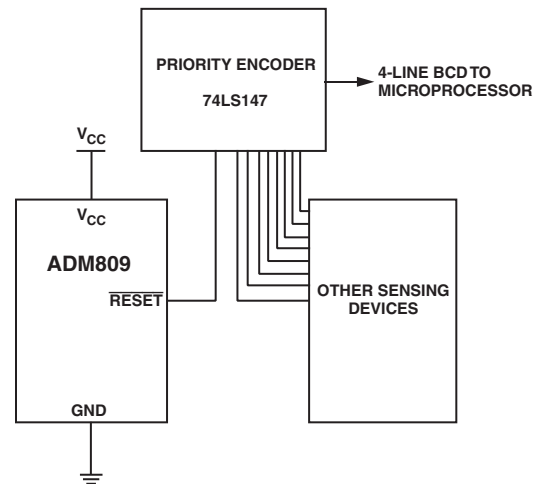 PRIORITY ENCODER
74LS147
4-LINE BCD TO
MICROPROCESSOR
VCC
VCC
ADM809
RESET
OTHER SENSING
DEVICES
GND